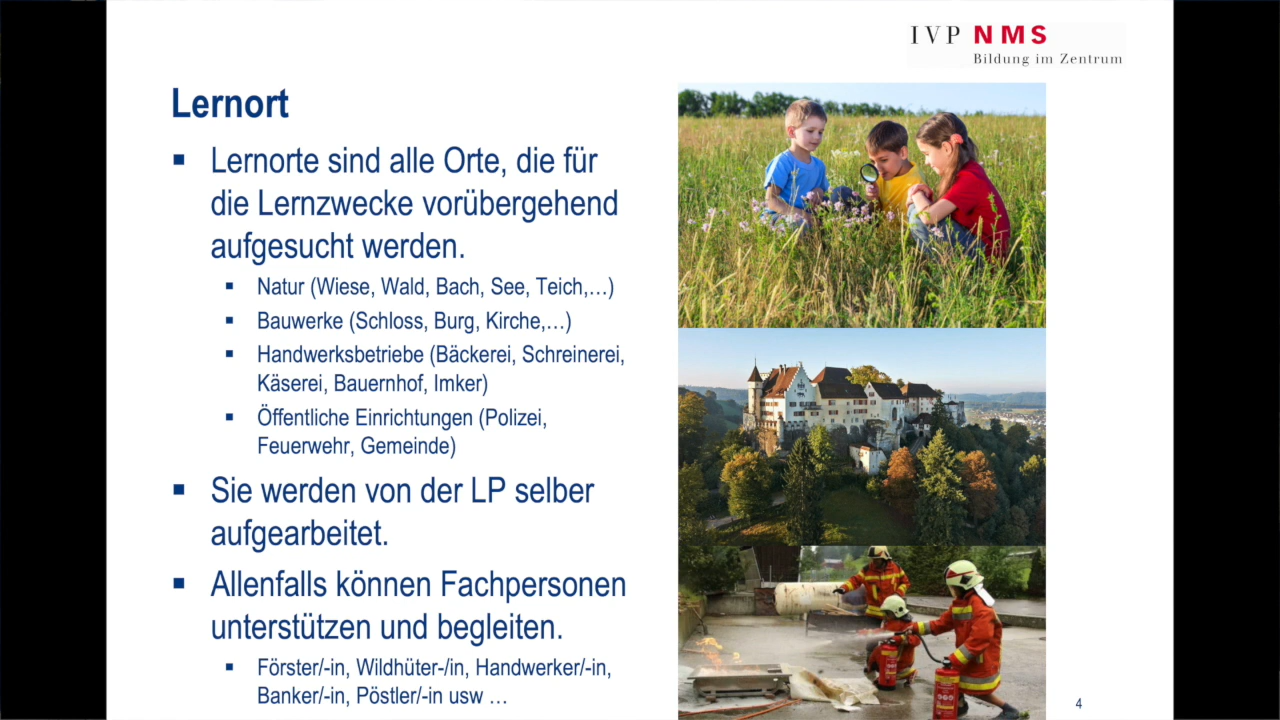 IVP NMS
Bildung im Zentrum
Lernort
▪ Lernorte sind alle Orte, die für
die Lernzwecke vorübergehend
aufgesucht werden.
▪ Natur (Wiese, Wald, Bach, See, Teich,…)
▪ Bauwerke (Schloss, Burg, Kirche,…)
▪ Handwerksbetriebe (Bäckerei, Schreinerei,
Käserei, Bauernhof, Imker)
▪ Öffentliche Einrichtungen (Polizei,
Feuerwehr, Gemeinde)
▪ Sie werden von der LP selber
aufgearbeitet.
▪ Allenfalls können Fachpersonen
unterstützen und begleiten.
▪ Förster/-in, Wildhüter-/in, Handwerker/-in,
Banker/-in, Pöstler/-in usw …
4